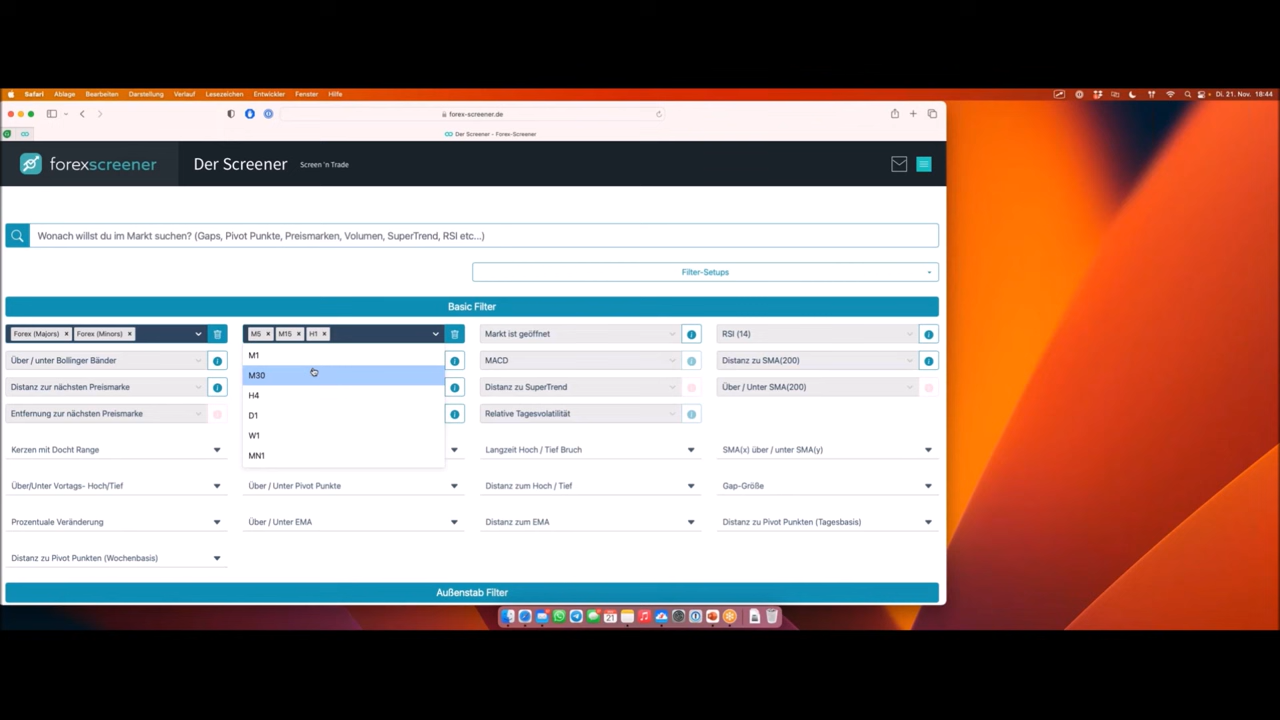 Safari Ablage Bearbeiten Darstellung Verlauf Lesezeichen Entwickler Fenster Hilfe
Di. 21. Nov. 18:44
forex-screener.de
Der Screener - Forex-Screener
forexscreener
Der Screener
Screen 'n Trade
Wonach willst du im Markt suchen? (Gaps, Pivot Punkte, Preismarken, Volumen, SuperTrend, RSI etc...)
Filter-Setups
Basic Filter
Forex (Majors) × Forex (Minors) ×
M5 × M15 × H1 ×
Markt ist geöffnet
RSI (14)
Über / unter Bollinger Bänder
M1
MACD
Distanz zu SMA(200)
M30
Distanz zur nächsten Preismarke
Distanz zu SuperTrend
Über / Unter SMA(200)
H4
Entfernung zur nächsten Preismarke
D1
Relative Tagesvolatilität
W1
Kerzen mit Docht Range
Langzeit Hoch / Tief Bruch
SMA(x) über / unter SMA(y)
MN1
Über/Unter Vortags- Hoch/Tief
Über / Unter Pivot Punkte
Distanz zum Hoch / Tief
Gap-Größe
Prozentuale Veränderung
Über / Unter EMA
Distanz zum EMA
Distanz zu Pivot Punkten (Tagesbasis)
Distanz zu Pivot Punkten (Wochenbasis)
Außenstab Filter